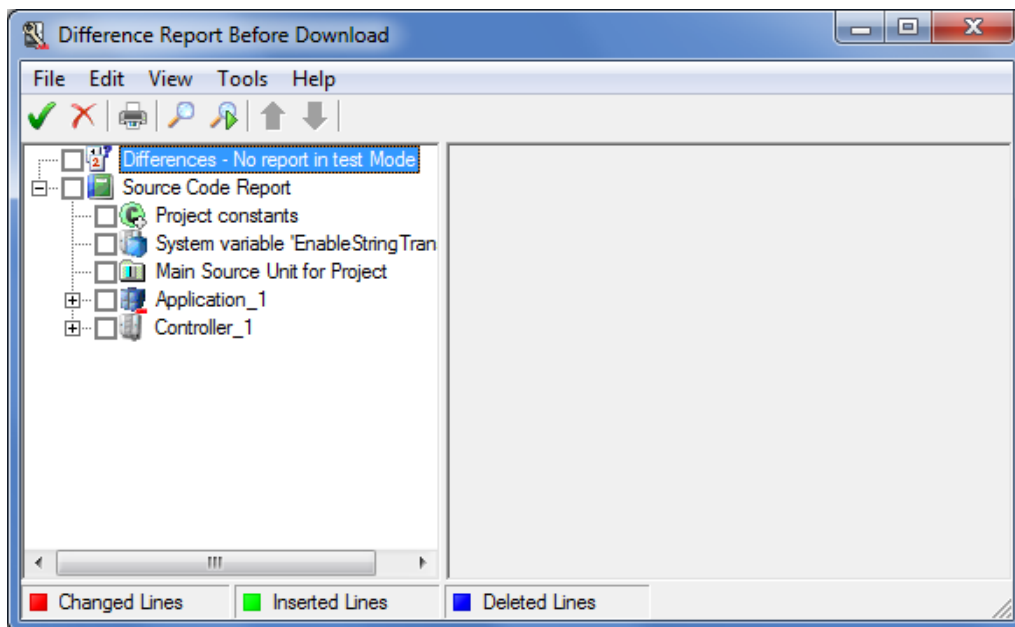 Difference Report Before Download
File Edit View Tools Help
Differences - No report in test Mode
Source Code Report
Project constants
System variable 'EnableStringTran
Main Source Unit for Project
Application_1
Controller_1
Changed Lines Inserted Lines Deleted Lines